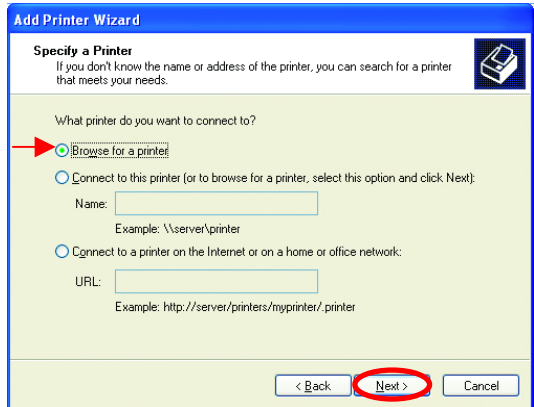 Add Printer Wizard
Specify a Printer
If you don't know the name or address of the printer, you can search for a printer
that meets your needs.
What printer do you want to connect to?
Browse for a printer
Connect to this printer (or to browse for a printer, select this option and click Next):
Name:
Example: \\server\printer
Connect to a printer on the Internet or on a home or office network:
URL:
Example: http://server/printers/myprinter/.printer
< Back Next > Cancel